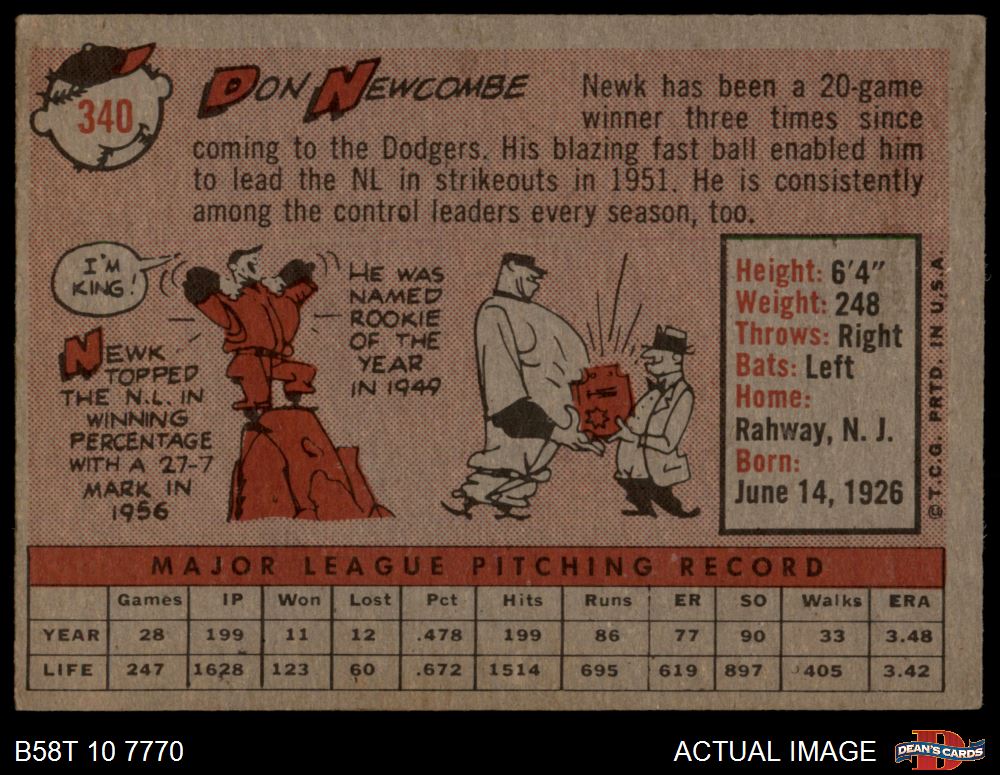 340
DON NEWCOMBE
Newk has been a 20-game
winner three times since
coming to the Dodgers. His blazing fast ball enabled him
to lead the NL in strikeouts in 1951. He is consistently
among the control leaders every season, too.
I'M
KING!
NEWK
TOPPED
THE N.L. IN
WINNING
PERCENTAGE
WITH A 27-7
MARK IN
1956
HE WAS
NAMED
ROOKIE
OF THE
YEAR
IN 1949
Height: 6'4"
Weight: 248
Throws: Right
Bats: Left
Home:
Rahway, N. J.
Born:
June 14, 1926
©T.C.G. PRTD. IN U.S.A.
MAJOR LEAGUE PITCHING RECORD
Games IP Won Lost Pct Hits Runs ER SO Walks ERA
YEAR 28 199 11 12 .478 199 86 77 90 33 3.48
LIFE 247 1628 123 60 .672 1514 695 619 897 405 3.42
B58T 10 7770
ACTUAL IMAGE
DEAN'S CARDS